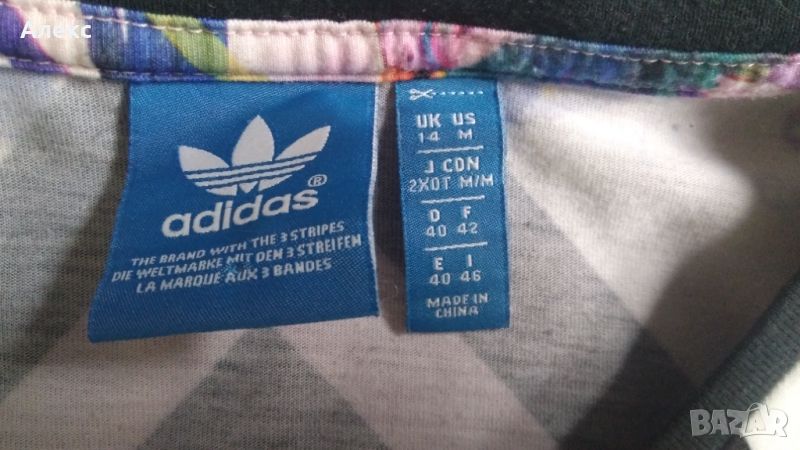 Алекс
adidas®
THE BRAND WITH THE 3 STRIPES
DIE WELTMARKE MIT DEN 3 STREIFEN
LA MARQUE AUX 3 BANDES
UK US
14 M
J CDN
2XOT M/M
D F
40 42
E I
40 46
MADE IN
CHINA
BAZAR